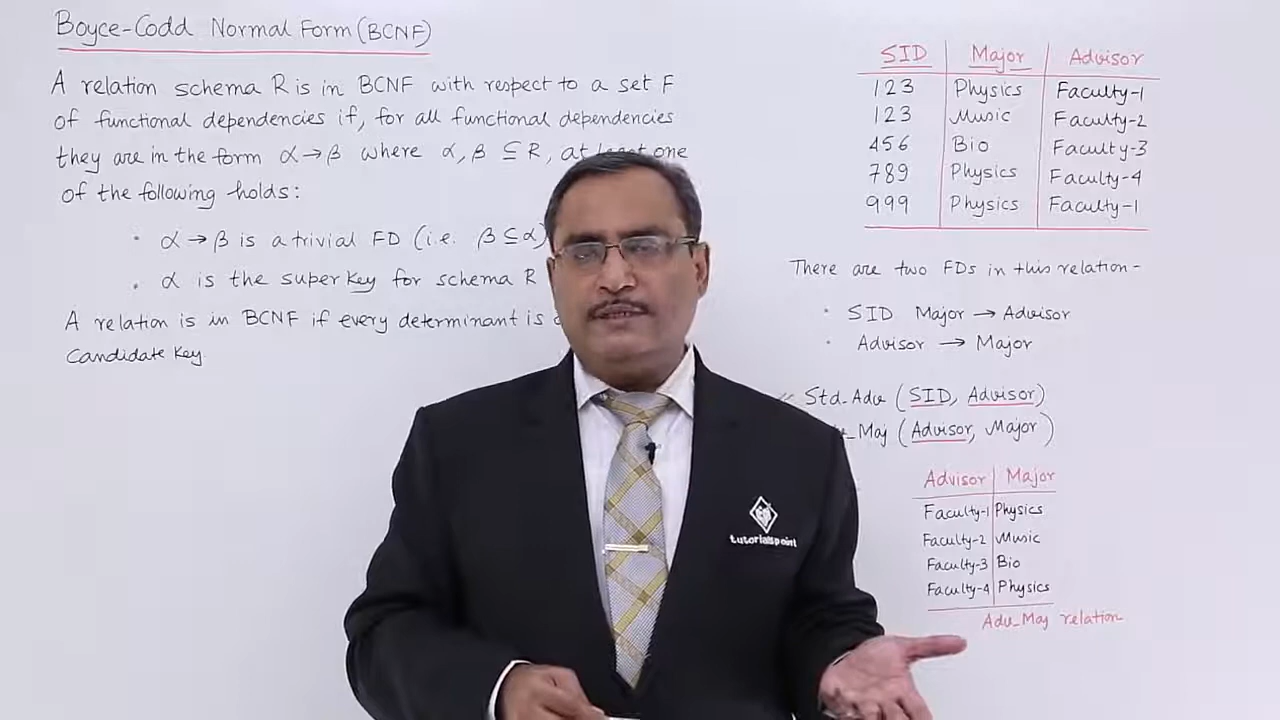 Boyce-Codd Normal Form (BCNF)
A relation schema R is in BCNF with respect to a set F
of functional dependencies if, for all functional dependencies
they are in the form α→β where α, β ⊆ R, at least one
of the following holds:
• α→β is a trivial FD (i.e. β⊆α)
• α is the super key for schema R
A relation is in BCNF if every determinant is
Candidate Key.
SID Major Advisor
123 Physics Faculty-1
123 Music Faculty-2
456 Bio Faculty-3
789 Physics Faculty-4
999 Physics Faculty-1
There are two FDs in this relation-
• SID Major → Advisor
• Advisor → Major
Std_Adv (SID, Advisor)
_Maj (Advisor, Major)
Advisor Major
Faculty-1 Physics
Faculty-2 Music
Faculty-3 Bio
Faculty-4 Physics
Adv_Maj relation
tutorialspoint